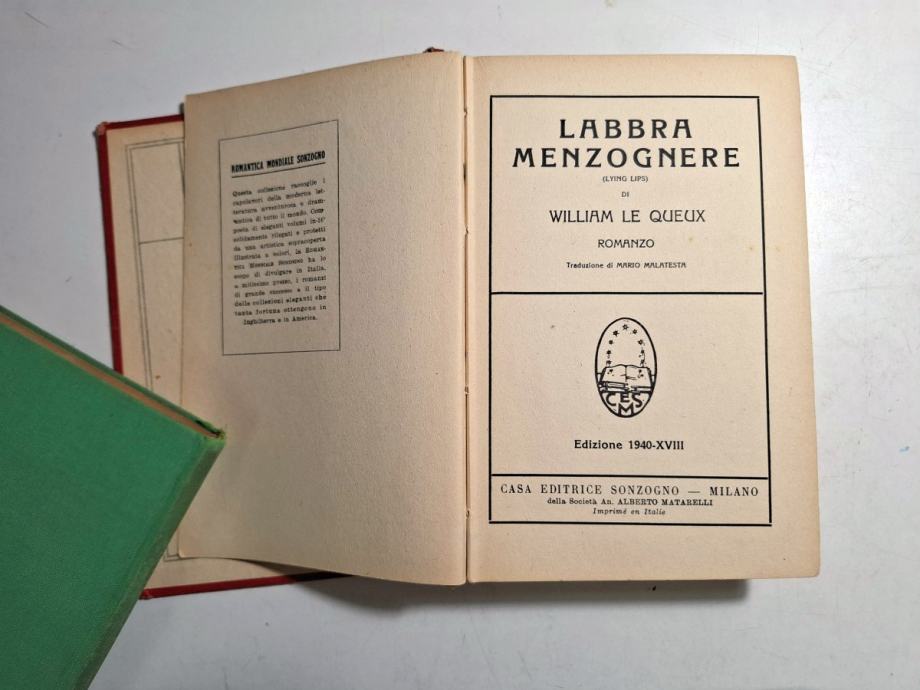 ROMANTICA MONDIALE SONZOGNO
Questa collezione raccoglie i
capolavori della moderna let-
teratura avventurosa e dram-
matica di tutto il mondo. Com-
posta di eleganti volumi in-16°
solidamente rilegati e protetti
da una artistica sopracoperta
illustrata a colori, la ROMAN-
TICA MONDIALE SONZOGNO ha lo
scopo di divulgare in Italia,
a mitissimo prezzo, i romanzi
di grande successo e il tipo
delle collezioni eleganti che
tanta fortuna ottengono in
Inghilterra e in America.
LABBRA
MENZOGNERE
(LYING LIPS)
DI
WILLIAM LE QUEUX
ROMANZO
Traduzione di MARIO MALATESTA
CESM
Edizione 1940-XVIII
CASA EDITRICE SONZOGNO — MILANO
della Società An. ALBERTO MATARELLI
Imprimé en Italie